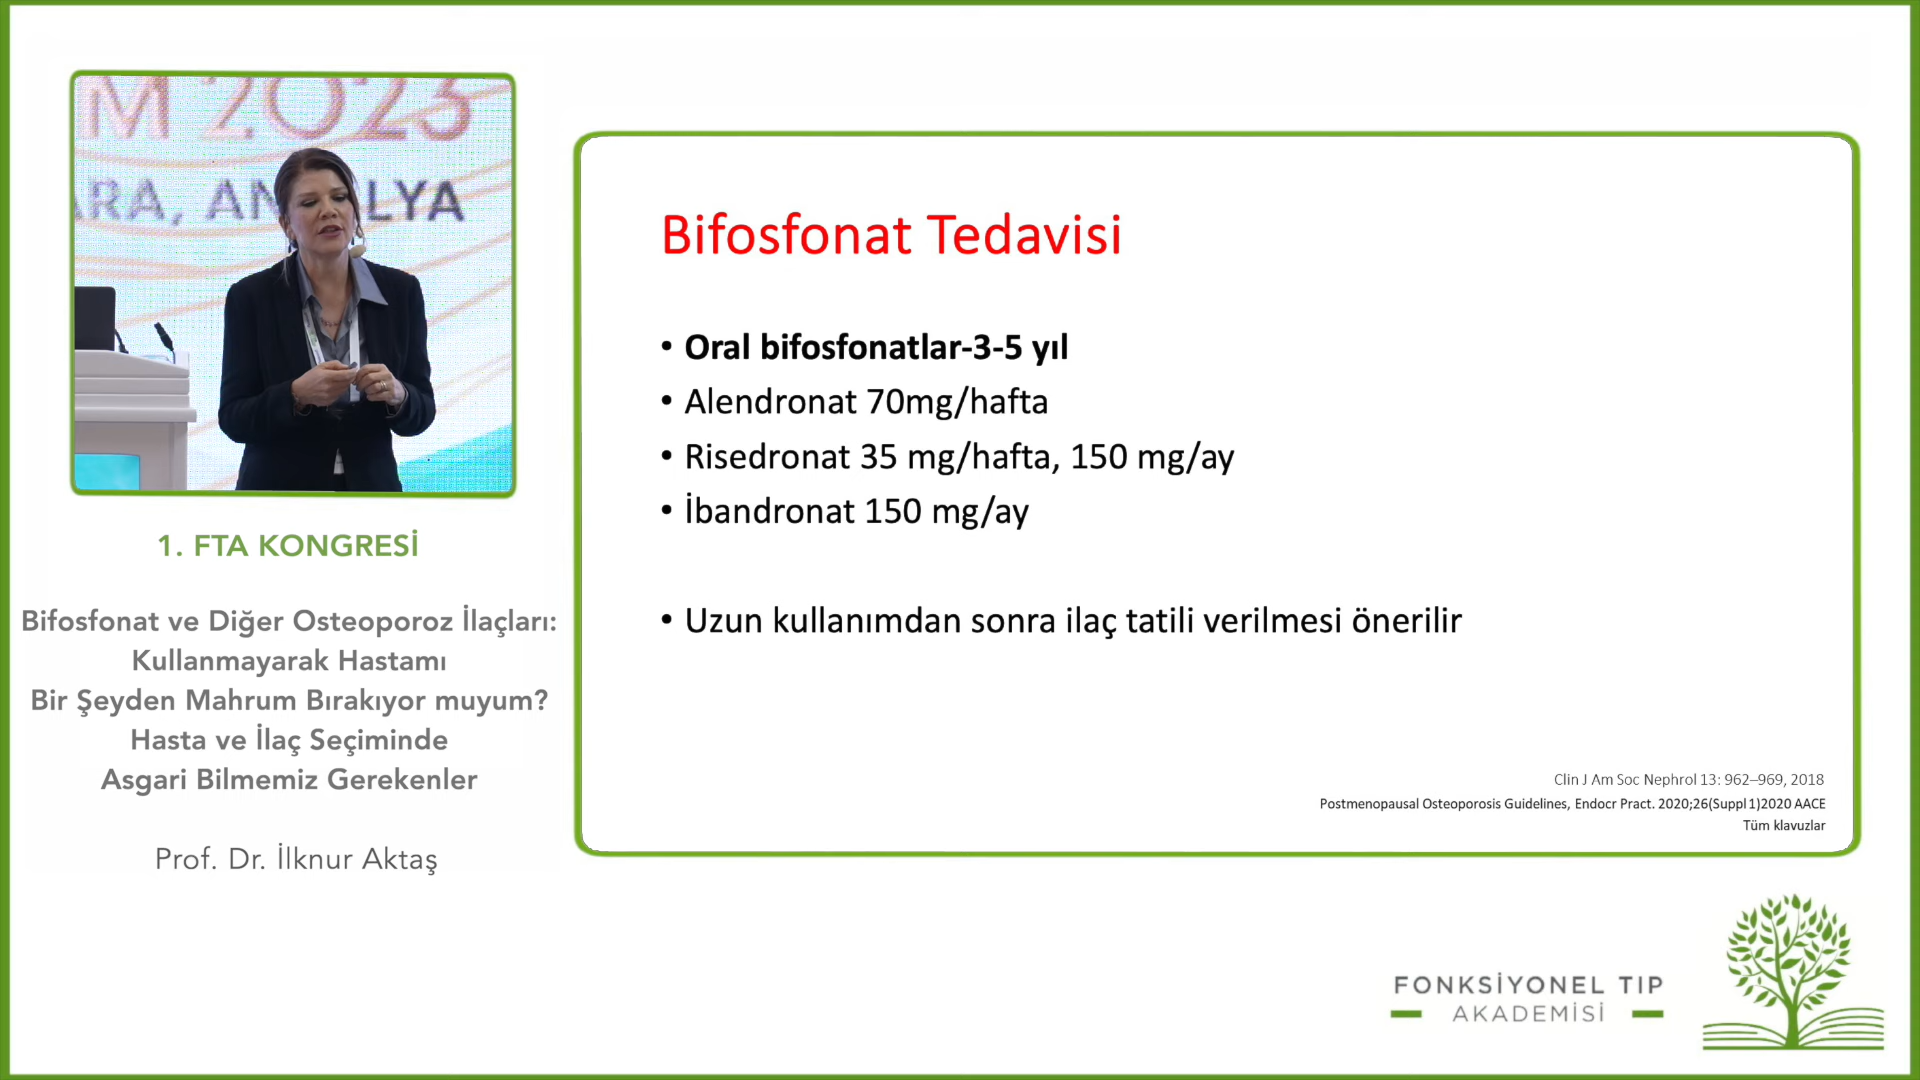 M 2023
ARA, ANTALYA
1. FTA KONGRESİ
Bifosfonat ve Diğer Osteoporoz İlaçları:
Kullanmayarak Hastamı
Bir Şeyden Mahrum Bırakıyor muyum?
Hasta ve İlaç Seçiminde
Asgari Bilmemiz Gerekenler
Prof. Dr. İlknur Aktaş
Bifosfonat Tedavisi
• Oral bifosfonatlar-3-5 yıl
• Alendronat 70mg/hafta
• Risedronat 35 mg/hafta, 150 mg/ay
• İbandronat 150 mg/ay
• Uzun kullanımdan sonra ilaç tatili verilmesi önerilir
Clin J Am Soc Nephrol 13: 962–969, 2018
Postmenopausal Osteoporosis Guidelines, Endocr Pract. 2020;26(Suppl 1)2020 AACE
Tüm klavuzlar
FONKSİYONEL TIP
AKADEMİSİ